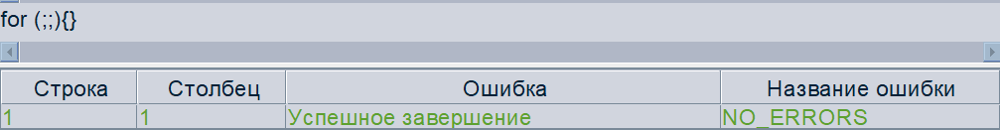 for (;;){}
Строка Столбец Ошибка Название ошибки
1 1 Успешное завершение NO_ERRORS